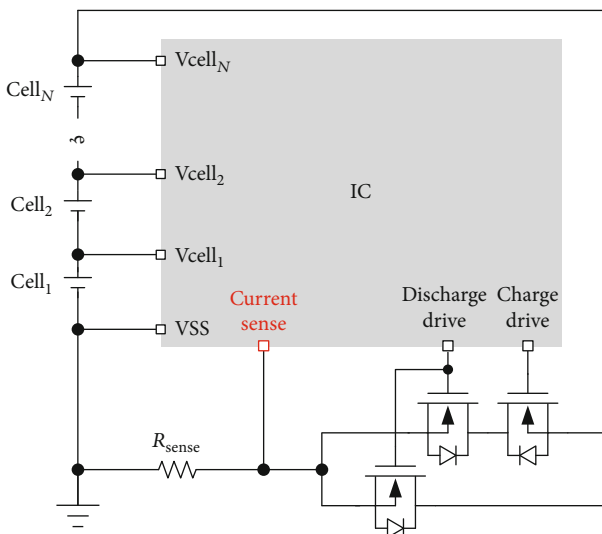 Vcell_N
Cell_N
Vcell_2
IC
Cell_2
Vcell_1
Cell_1
Current
sense
Discharge
drive
Charge
drive
VSS
R_sense